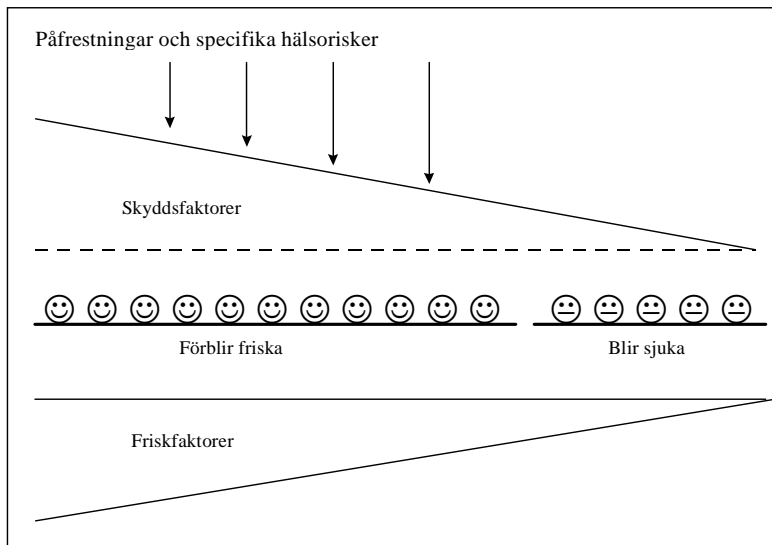 Påfrestningar och specifika hälsorisker
Skyddsfaktorer
Förblir friska
Blir sjuka
Friskfaktorer